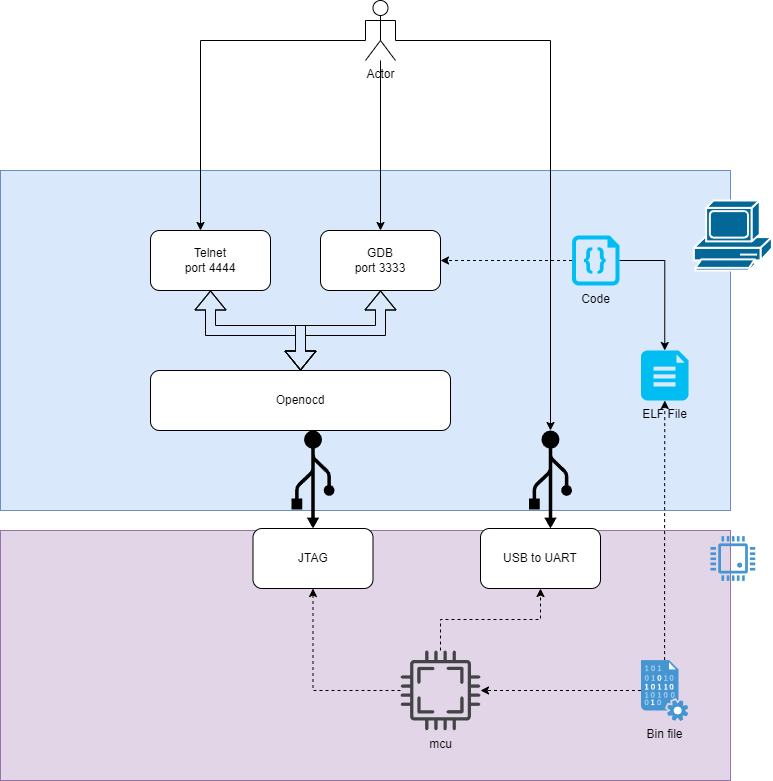 Actor
Telnet
port 4444
GDB
port 3333
{}
Code
Openocd
ELF File
JTAG
USB to UART
101
01010
10110
10100
010
mcu
Bin file